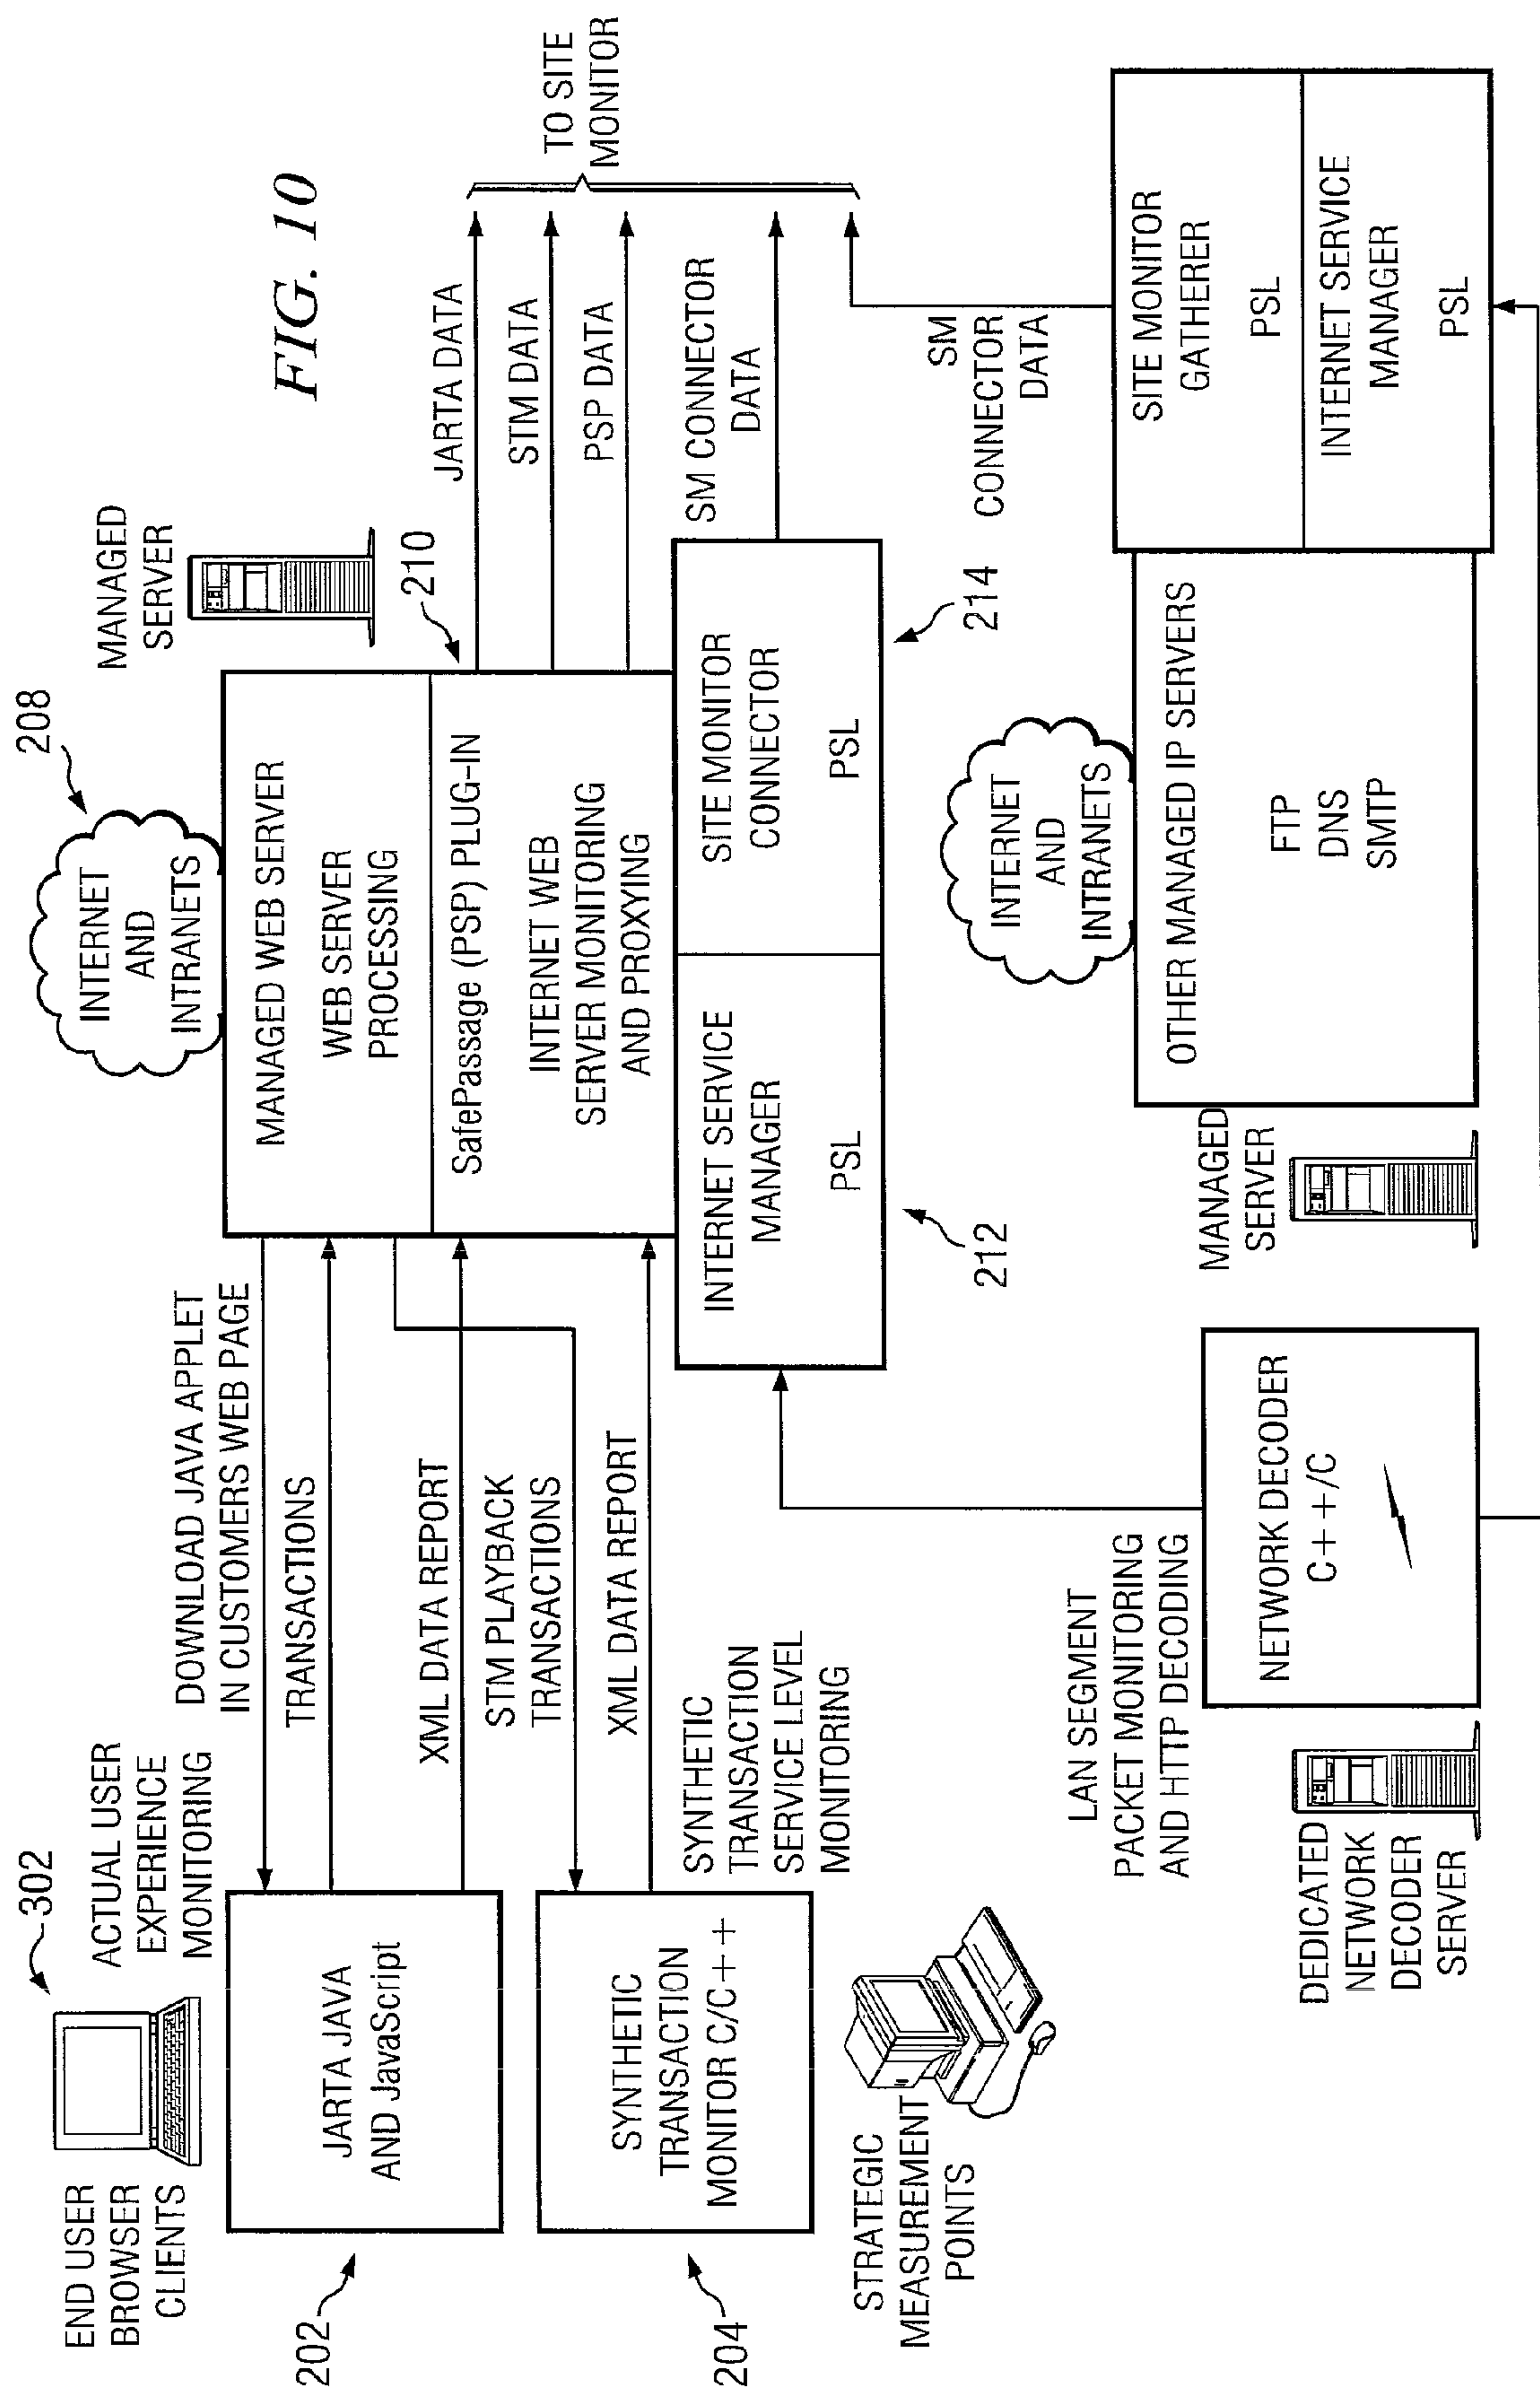 FIG. 10
302
END USER
BROWSER
CLIENTS
ACTUAL USER
EXPERIENCE
MONITORING
202
JARTA JAVA
AND JavaScript
204
SYNTHETIC
TRANSACTION
MONITOR C/C++
STRATEGIC
MEASUREMENT
POINTS
DOWNLOAD JAVA APPLET
IN CUSTOMERS WEB PAGE
TRANSACTIONS
XML DATA REPORT
STM PLAYBACK
TRANSACTIONS
XML DATA REPORT
SYNTHETIC
TRANSACTION
SERVICE LEVEL
MONITORING
208
INTERNET
AND
INTRANETS
MANAGED
SERVER
210
MANAGED WEB SERVER
WEB SERVER
PROCESSING
SafePassage (PSP) PLUG-IN
INTERNET WEB
SERVER MONITORING
AND PROXYING
INTERNET SERVICE
MANAGER
PSL
212
SITE MONITOR
CONNECTOR
PSL
214
JARTA DATA
STM DATA
PSP DATA
SM CONNECTOR
DATA
TO SITE
MONITOR
SM
CONNECTOR
DATA
DEDICATED
NETWORK
DECODER
SERVER
LAN SEGMENT
PACKET MONITORING
AND HTTP DECODING
NETWORK DECODER
C++/C
MANAGED
SERVER
INTERNET
AND
INTRANETS
OTHER MANAGED IP SERVERS
FTP
DNS
SMTP
SITE MONITOR
GATHERER
PSL
INTERNET SERVICE
MANAGER
PSL